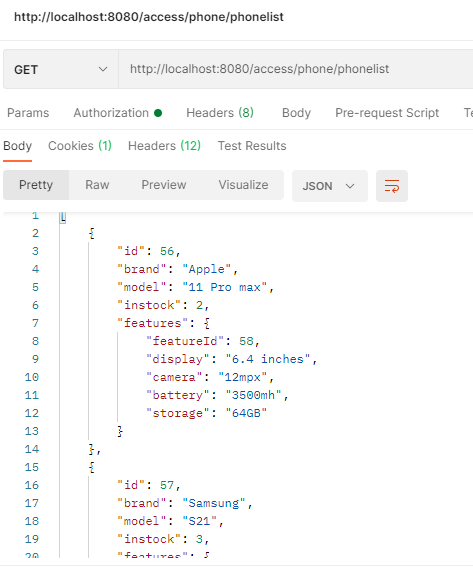 http://localhost:8080/access/phone/phonelist
GET http://localhost:8080/access/phone/phonelist
Params Authorization Headers (8) Body Pre-request Script
Body Cookies (1) Headers (12) Test Results
Pretty Raw Preview Visualize JSON
1 [
2 {
3 "id": 56,
4 "brand": "Apple",
5 "model": "11 Pro max",
6 "instock": 2,
7 "features": {
8 "featureId": 58,
9 "display": "6.4 inches",
10 "camera": "12mpx",
11 "battery": "3500mh",
12 "storage": "64GB"
13 }
14 },
15 {
16 "id": 57,
17 "brand": "Samsung",
18 "model": "S21",
19 "instock": 3,
20 "features": {